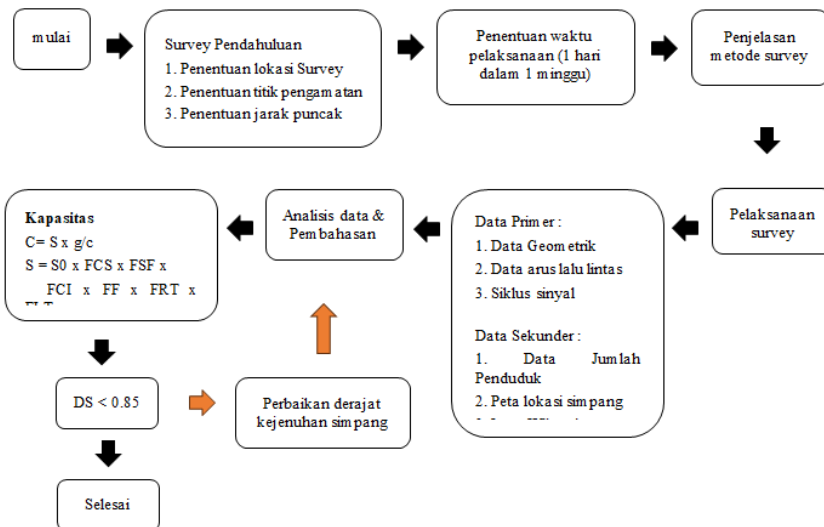 mulai
Survey Pendahuluan
1. Penentuan lokasi Survey
2. Penentuan titik pengamatan
3. Penentuan jarak puncak
Penentuan waktu
pelaksanaan (1 hari
dalam 1 minggu)
Penjelasan
metode survey
Pelaksanaan
survey
Data Primer :
1. Data Geometrik
2. Data arus lalu lintas
3. Siklus sinyal
Data Sekunder :
1. Data Jumlah
Penduduk
2. Peta lokasi simpang
Analisis data &
Pembahasan
Kapasitas
C= S x g/c
S = S0 x FCS x FSF x
FCI x FF x FRT x
DS < 0.85
Perbaikan derajat
kejenuhan simpang
Selesai